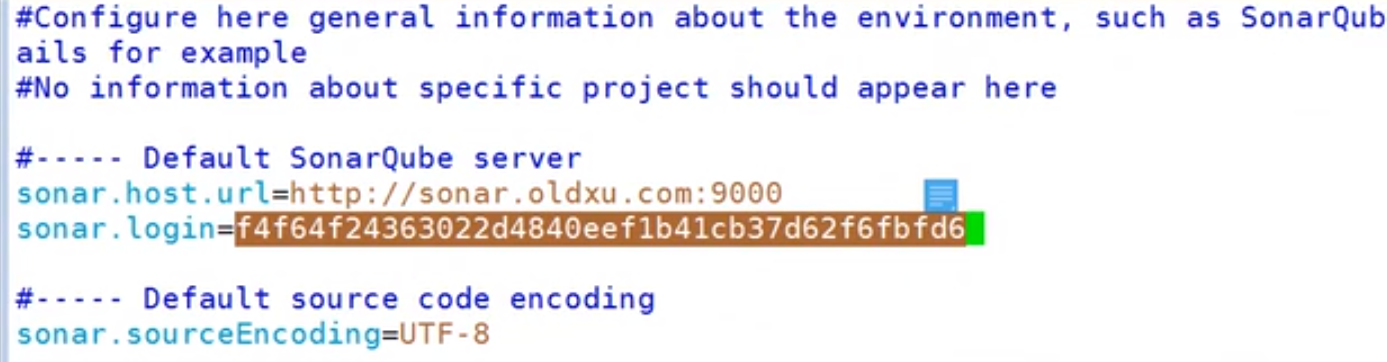 #Configure here general information about the environment, such as SonarQub
ails for example
#No information about specific project should appear here
#----- Default SonarQube server
sonar.host.url=http://sonar.oldxu.com:9000
sonar.login=f4f64f24363022d4840eef1b41cb37d62f6fbfd6
#----- Default source code encoding
sonar.sourceEncoding=UTF-8